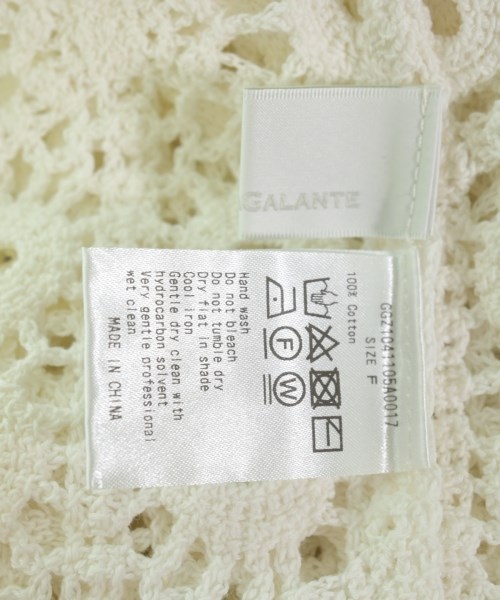 GALANTE
GGZ1041105A0017
SIZE F
100% Cotton
Hand wash
Do not bleach
Do not tumble dry
Dry flat in shade
Cool iron
Gentle dry clean with
hydrocarbon solvent
Very gentle professional
wet clean
MADE IN CHINA
F
W